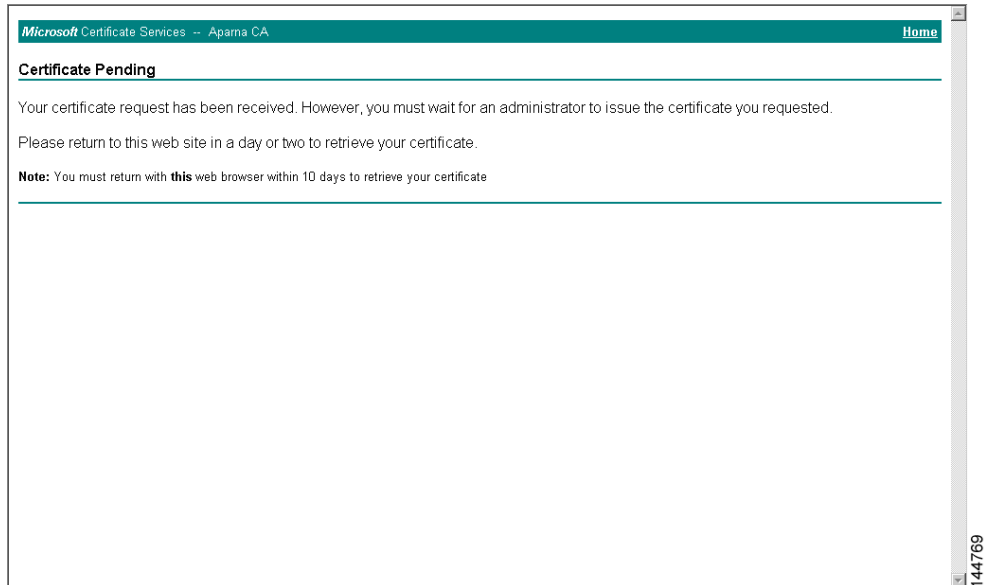 Microsoft Certificate Services -- Aparna CA Home
Certificate Pending
Your certificate request has been received. However, you must wait for an administrator to issue the certificate you requested.
Please return to this web site in a day or two to retrieve your certificate.
Note: You must return with this web browser within 10 days to retrieve your certificate
144769